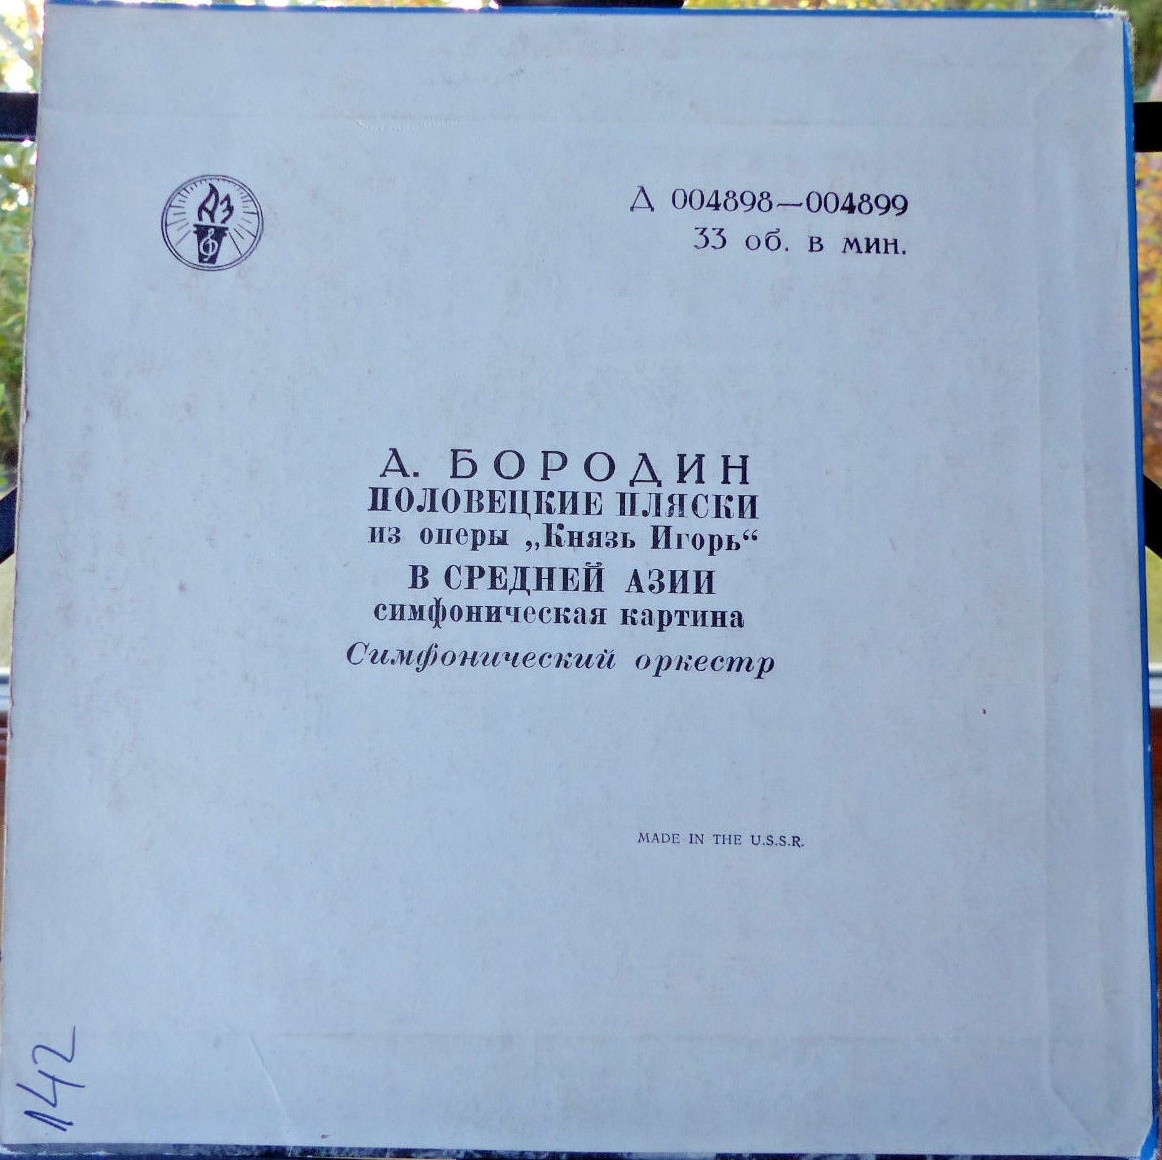 АЗ
Д 004898—004899
33 об. в мин.
А. БОРОДИН
ПОЛОВЕЦКИЕ ПЛЯСКИ
из оперы „Князь Игорь“
В СРЕДНЕЙ АЗИИ
симфоническая картина
Симфонический оркестр
MADE IN THE U.S.S.R.
142